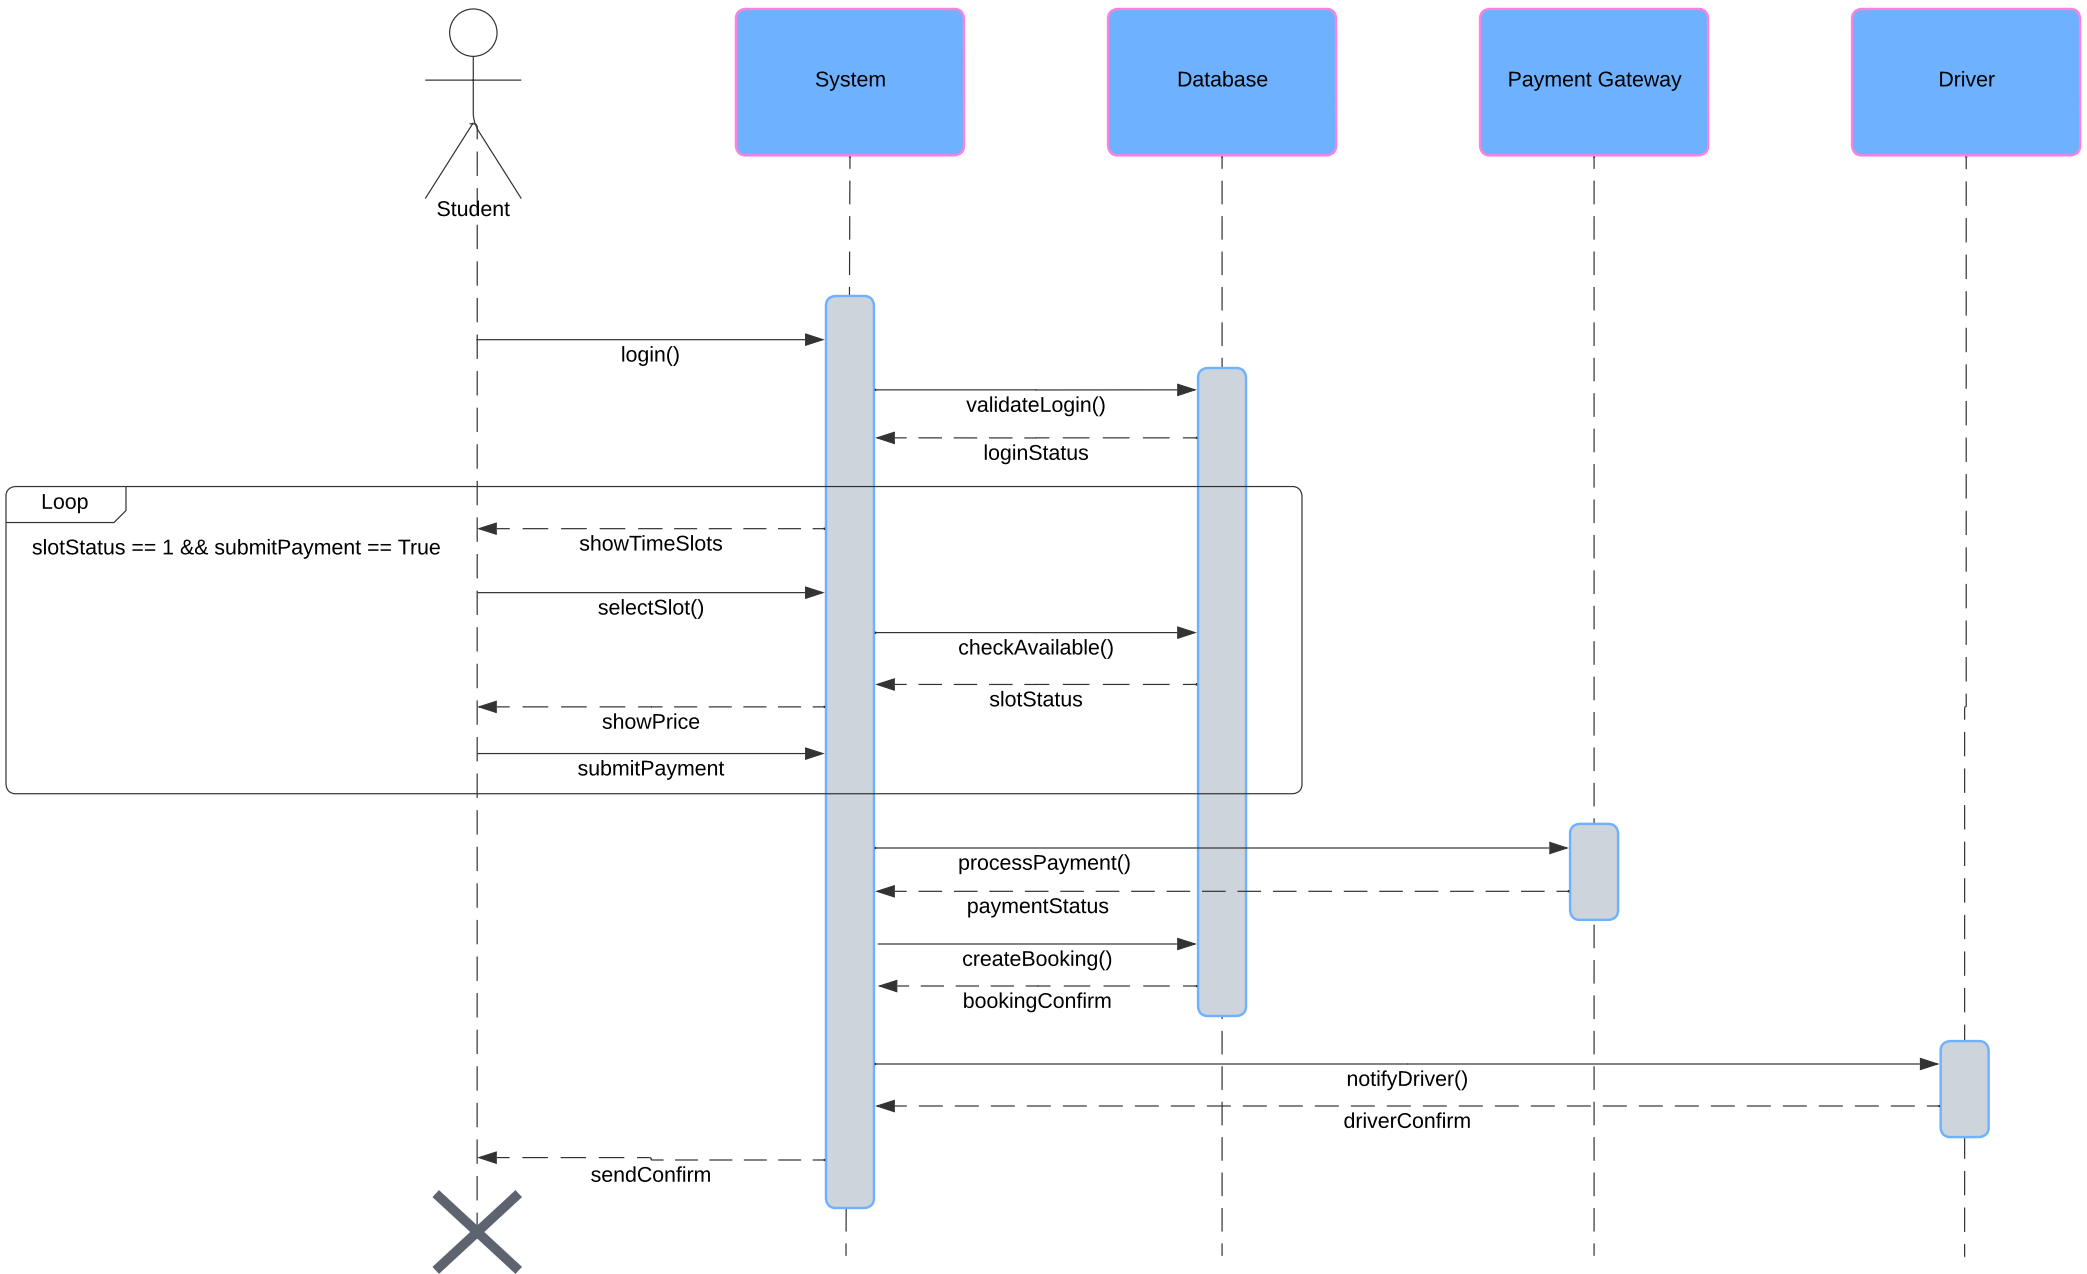 System
Database
Payment Gateway
Driver
Student
login()
validateLogin()
loginStatus
Loop
showTimeSlots
slotStatus == 1 && submitPayment == True
selectSlot()
checkAvailable()
slotStatus
showPrice
submitPayment
processPayment()
paymentStatus
createBooking()
bookingConfirm
notifyDriver()
driverConfirm
sendConfirm